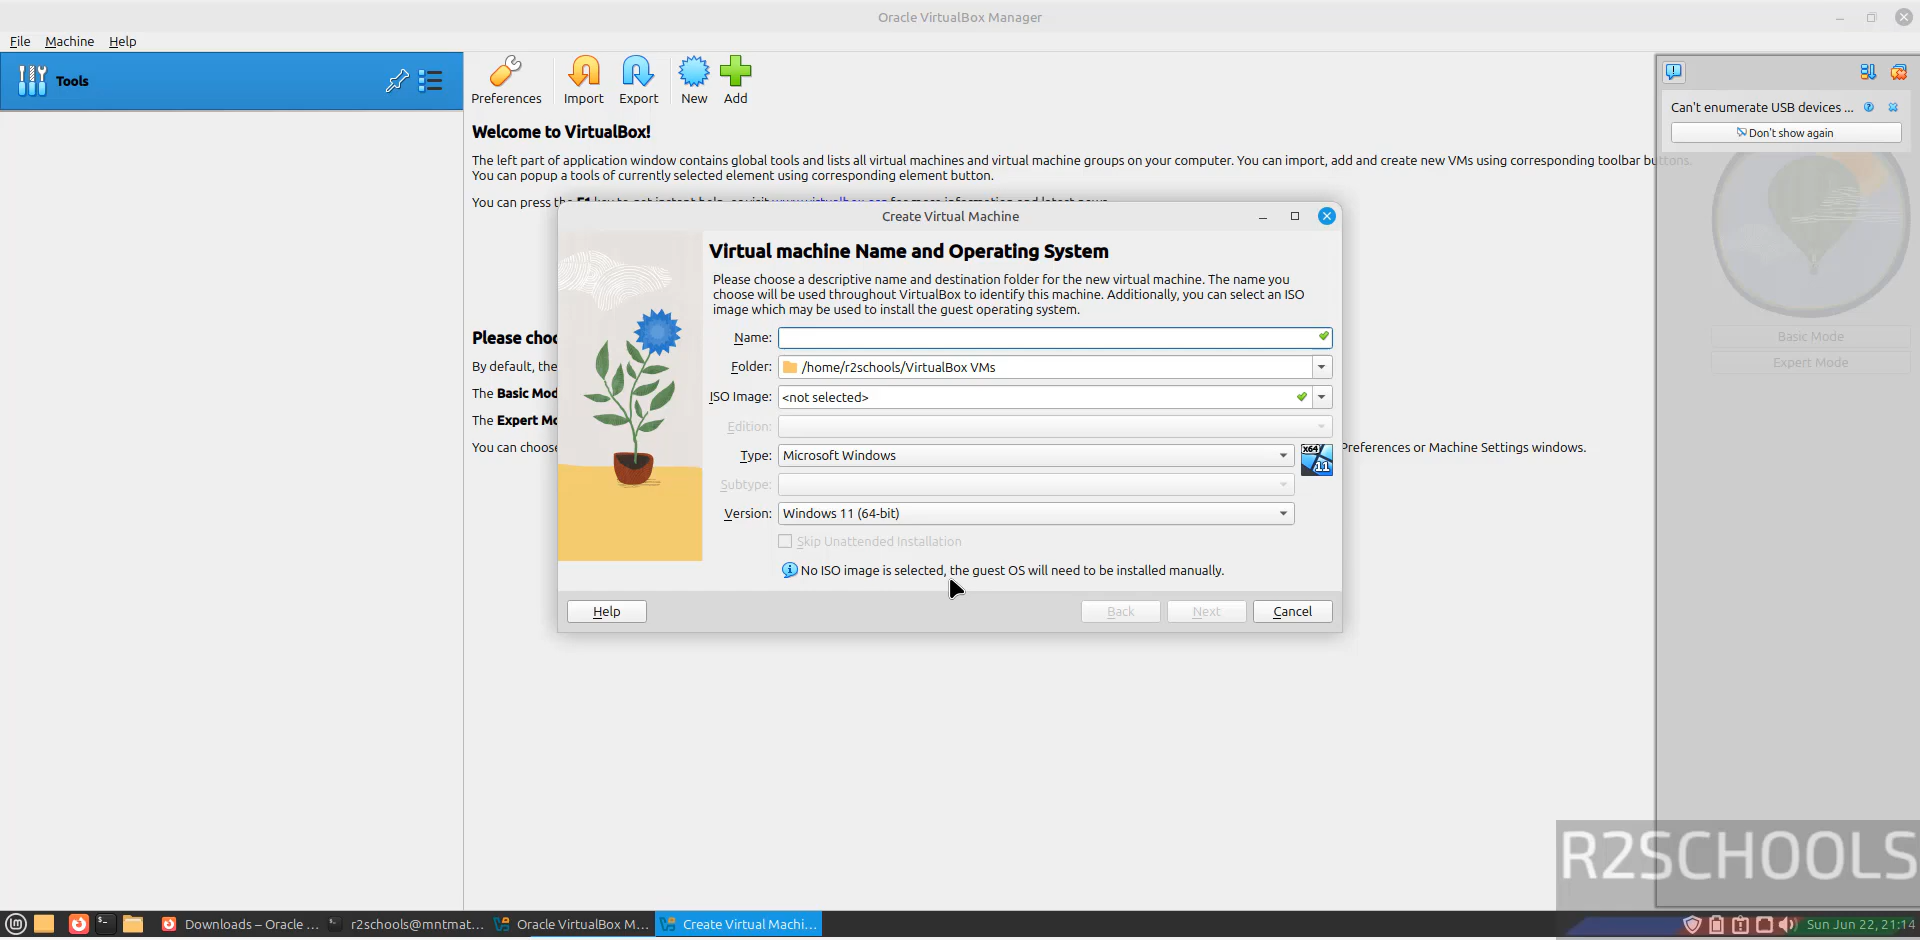 Oracle VirtualBox Manager
File Machine Help
Tools
Preferences Import Export New Add
Can't enumerate USB devices ...
Don't show again
Welcome to VirtualBox!
The left part of application window contains global tools and lists all virtual machines and virtual machine groups on your computer. You can import, add and create new VMs using corresponding toolbar buttons.
You can popup a tools of currently selected element using corresponding element button.
You can press the
Create Virtual Machine
Virtual machine Name and Operating System
Please choose a descriptive name and destination folder for the new virtual machine. The name you
choose will be used throughout VirtualBox to identify this machine. Additionally, you can select an ISO
image which may be used to install the guest operating system.
Name:
Folder: /home/r2schools/VirtualBox VMs
ISO Image: <not selected>
Edition:
Type: Microsoft Windows
x64 11
Subtype:
Version: Windows 11 (64-bit)
Skip Unattended Installation
No ISO image is selected, the guest OS will need to be installed manually.
Help Back Next Cancel
Please choo
By default, the
The Basic Mod
The Expert Mo
You can choose
Preferences or Machine Settings windows.
Basic Mode
Expert Mode
R2SCHOOLS
Downloads – Oracle ... r2schools@mntmat... Oracle VirtualBox M... Create Virtual Machi... Sun Jun 22, 21:14